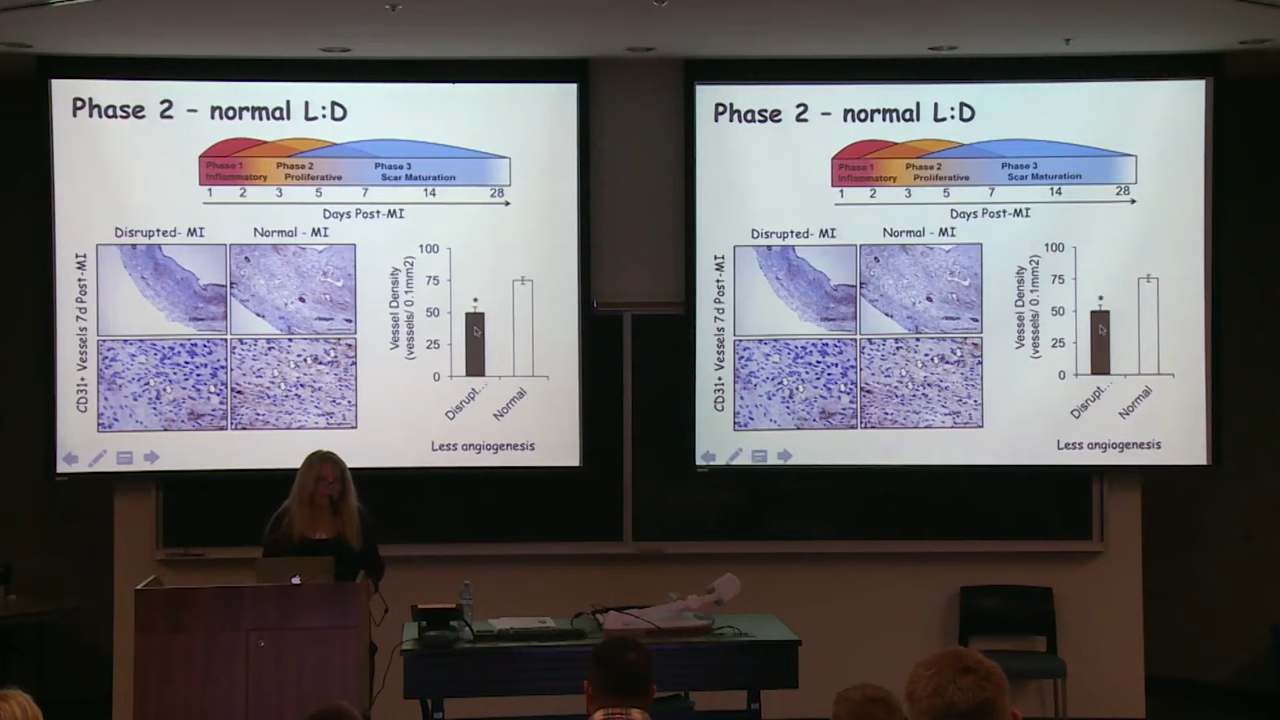 Phase 2 - normal L:D
Phase 1 Phase 2 Phase 3
Inflammatory Proliferative Scar Maturation
1 2 3 5 7 14 28
Days Post-MI
Disrupted- MI Normal - MI
CD31+ Vessels 7d Post-MI
Vessel Density
(vessels/ 0.1mm2)
100
75
50
25
0
*
Disrupt... Normal
Less angiogenesis
Phase 2 - normal L:D
Phase 1 Phase 2 Phase 3
Inflammatory Proliferative Scar Maturation
1 2 3 5 7 14 28
Days Post-MI
Disrupted- MI Normal - MI
CD31+ Vessels 7d Post-MI
Vessel Density
(vessels/ 0.1mm2)
100
75
50
25
0
*
Disrupt... Normal
Less angiogenesis